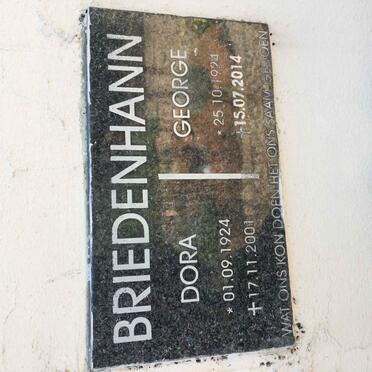 BRIEDENHANN
DORA
* 01.09.1924
✝ 17.11.2001
GEORGE
* 25.10.1924
✝ 15.07.2014
WAT ONS KON DOEN HET ONS SAAM GEDOEN